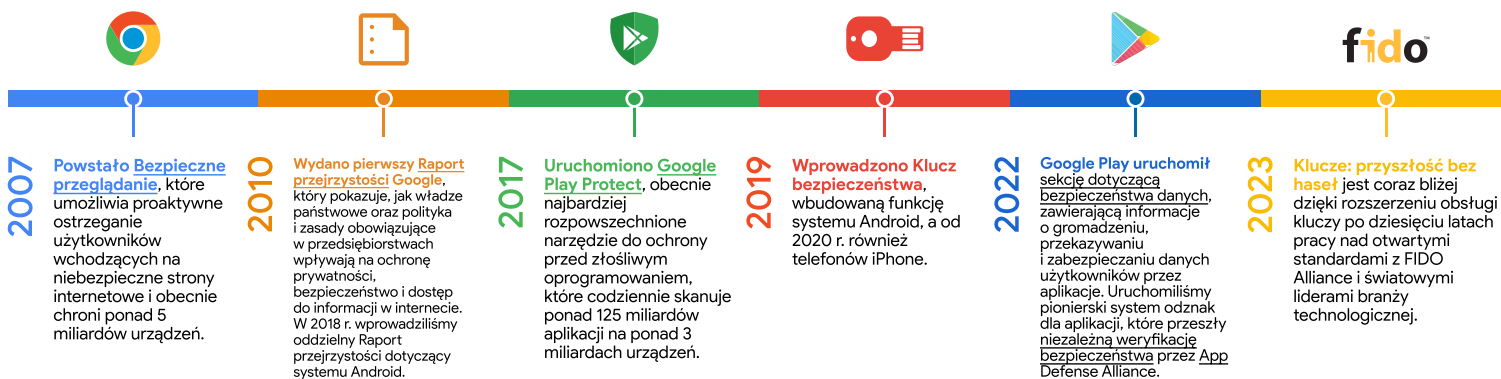 fido™
2007
Powstało Bezpieczne
przeglądanie, które
umożliwia proaktywne
ostrzeganie
użytkowników
wchodzących na
niebezpieczne strony
internetowe i obecnie
chroni ponad 5
miliardów urządzeń.
2010
Wydano pierwszy Raport
przejrzystości Google,
który pokazuje, jak władze
państwowe oraz polityka
i zasady obowiązujące
w przedsiębiorstwach
wpływają na ochronę
prywatności,
bezpieczeństwo i dostęp
do informacji w internecie.
W 2018 r. wprowadziliśmy
oddzielny Raport
przejrzystości dotyczący
systemu Android.
2017
Uruchomiono Google
Play Protect, obecnie
najbardziej
rozpowszechnione
narzędzie do ochrony
przed złośliwym
oprogramowaniem,
które codziennie skanuje
ponad 125 miliardów
aplikacji na ponad 3
miliardach urządzeń.
2019
Wprowadzono Klucz
bezpieczeństwa,
wbudowaną funkcję
systemu Android, a od
2020 r. również
telefonów iPhone.
2022
Google Play uruchomił
sekcję dotyczącą
bezpieczeństwa danych,
zawierającą informacje
o gromadzeniu,
przekazywaniu
i zabezpieczaniu danych
użytkowników przez
aplikacje. Uruchomiliśmy
pionierski system odznak
dla aplikacji, które przeszły
niezależną weryfikację
bezpieczeństwa przez App
Defense Alliance.
2023
Klucze: przyszłość bez
haseł jest coraz bliżej
dzięki rozszerzeniu obsługi
kluczy po dziesięciu latach
pracy nad otwartymi
standardami z FIDO
Alliance i światowymi
liderami branży
technologicznej.